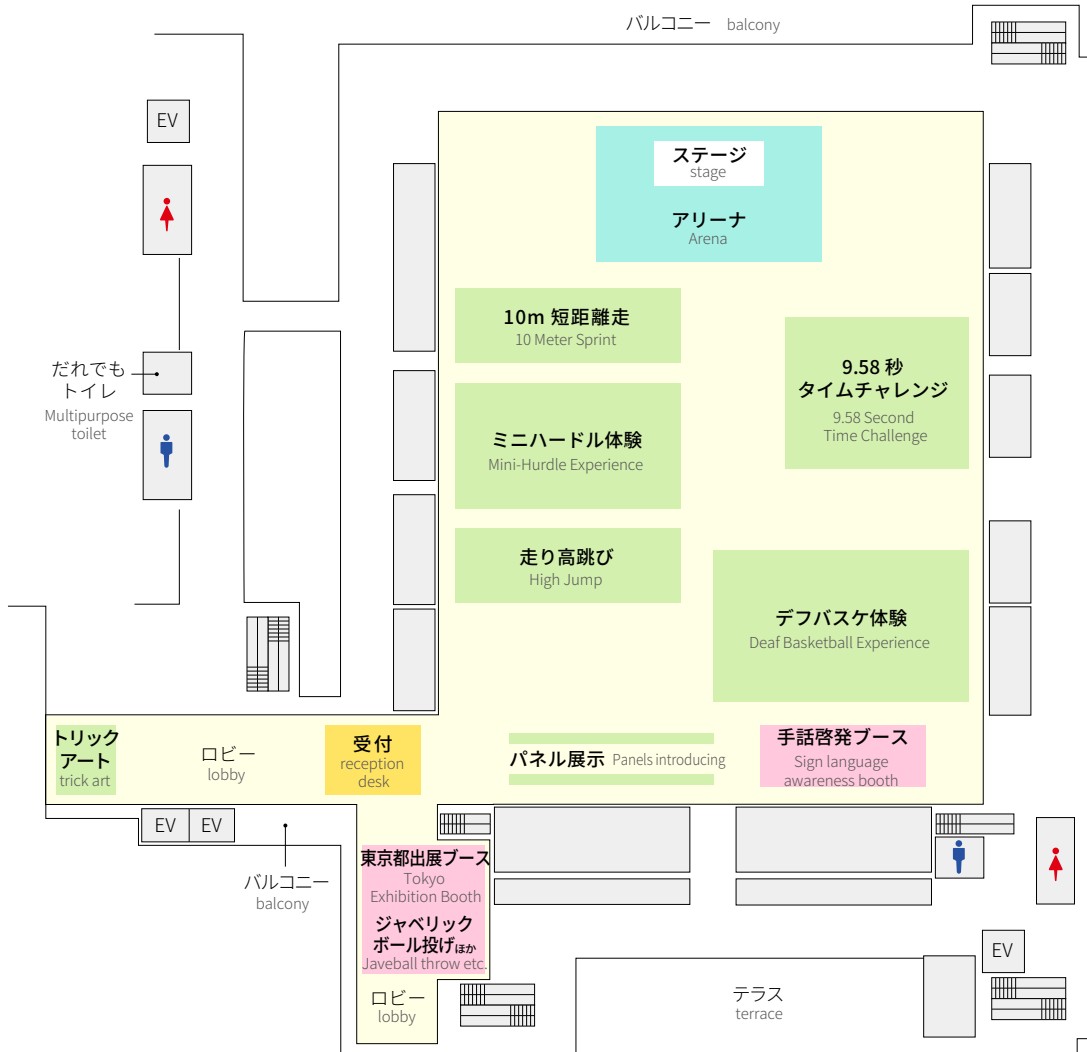 バルコニー balcony
EV
ステージ
stage
アリーナ
Arena
10m 短距離走
10 Meter Sprint
9.58 秒
タイムチャレンジ
9.58 Second
Time Challenge
だれでも
トイレ
Multipurpose
toilet
ミニハードル体験
Mini-Hurdle Experience
走り高跳び
High Jump
デフバスケ体験
Deaf Basketball Experience
トリック
アート
trick art
ロビー
lobby
受付
reception
desk
パネル展示 Panels introducing
手話啓発ブース
Sign language
awareness booth
EV EV
バルコニー
balcony
東京都出展ブース
Tokyo
Exhibition Booth
ジャベリック
ボール投げほか
Javeball throw etc.
ロビー
lobby
テラス
terrace
EV